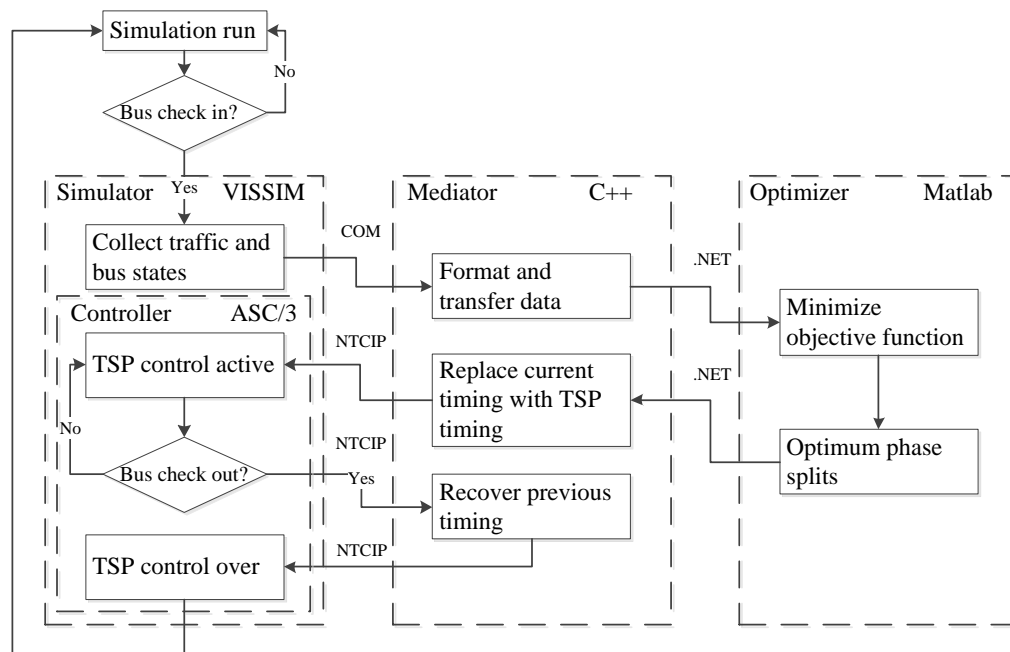 Simulation run
No
Bus check in?
Yes
Simulator VISSIM
Mediator C++
Optimizer Matlab
COM
.NET
Collect traffic and
bus states
Format and
transfer data
Minimize
objective function
Controller ASC/3
NTCIP
.NET
TSP control active
Replace current
timing with TSP
timing
No
NTCIP
Optimum phase
splits
Bus check out?
Yes
Recover previous
timing
NTCIP
TSP control over